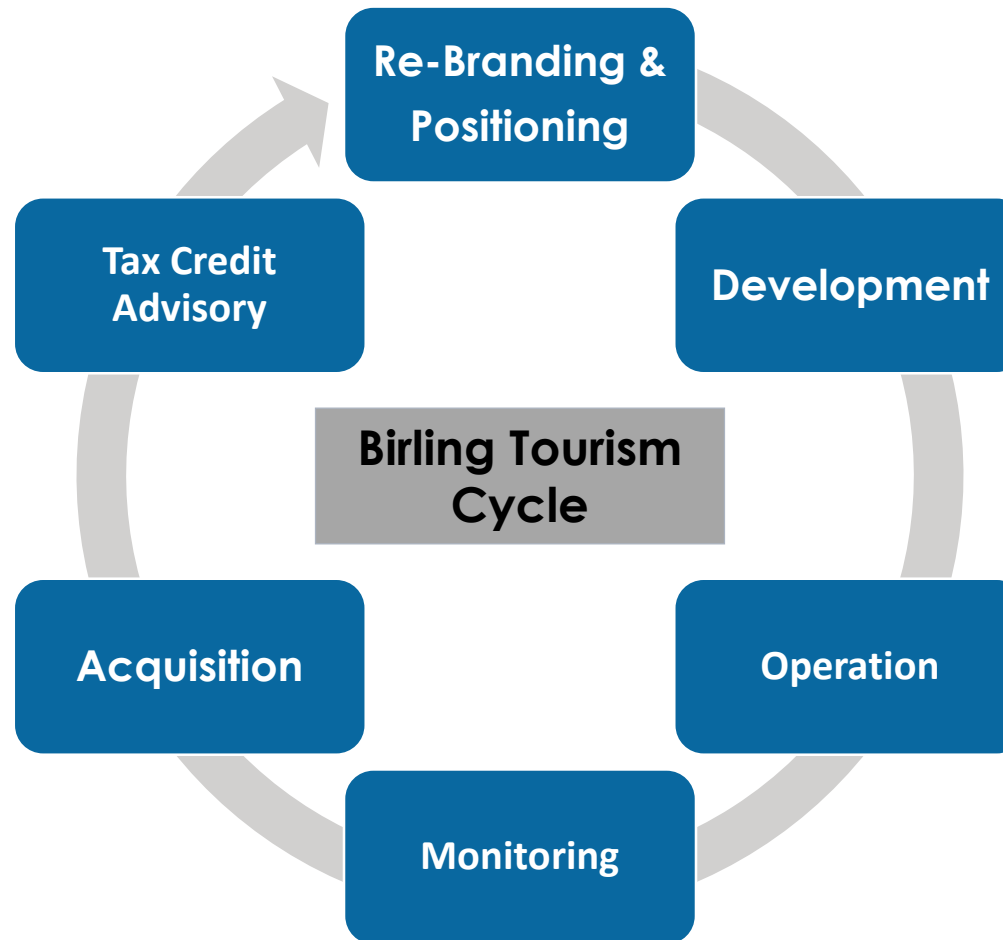 Re-Branding &
Positioning
Development
Operation
Monitoring
Acquisition
Tax Credit
Advisory
Birling Tourism
Cycle